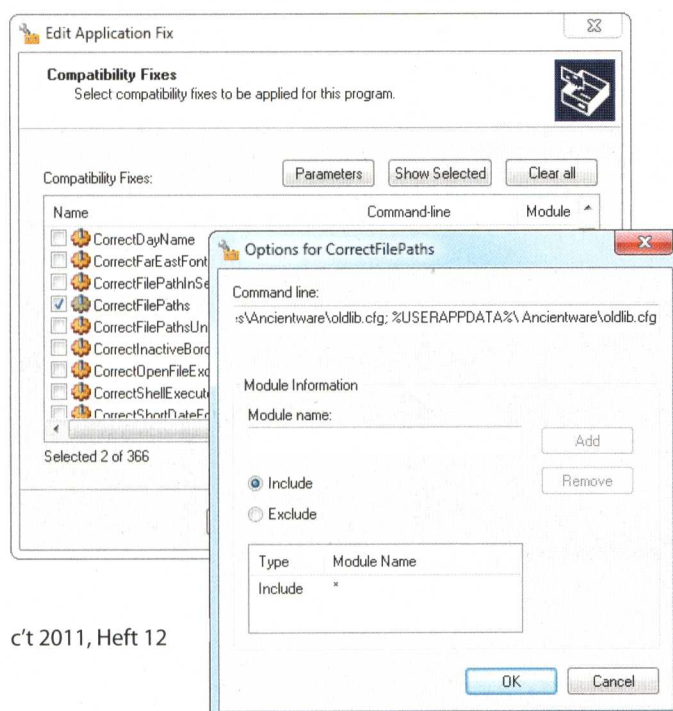 Edit Application Fix
Compatibility Fixes
Select compatibility fixes to be applied for this program.
Compatibility Fixes:
Parameters Show Selected Clear all
Name Command-line Module
CorrectDayName
CorrectFarEastFont
CorrectFilePathInSe
CorrectFilePaths
CorrectFilePathsUn
CorrectInactiveBord
CorrectOpenFileExc
CorrectShellExecute
CorrectShortDateFo
Selected 2 of 366
Options for CorrectFilePaths
Command line:
:s\Ancientware\oldlib.cfg; %USERAPPDATA%\ Ancientware\oldlib.cfg
Module Information
Module name:
Add
Remove
Include
Exclude
Type Module Name
Include *
OK Cancel
c't 2011, Heft 12